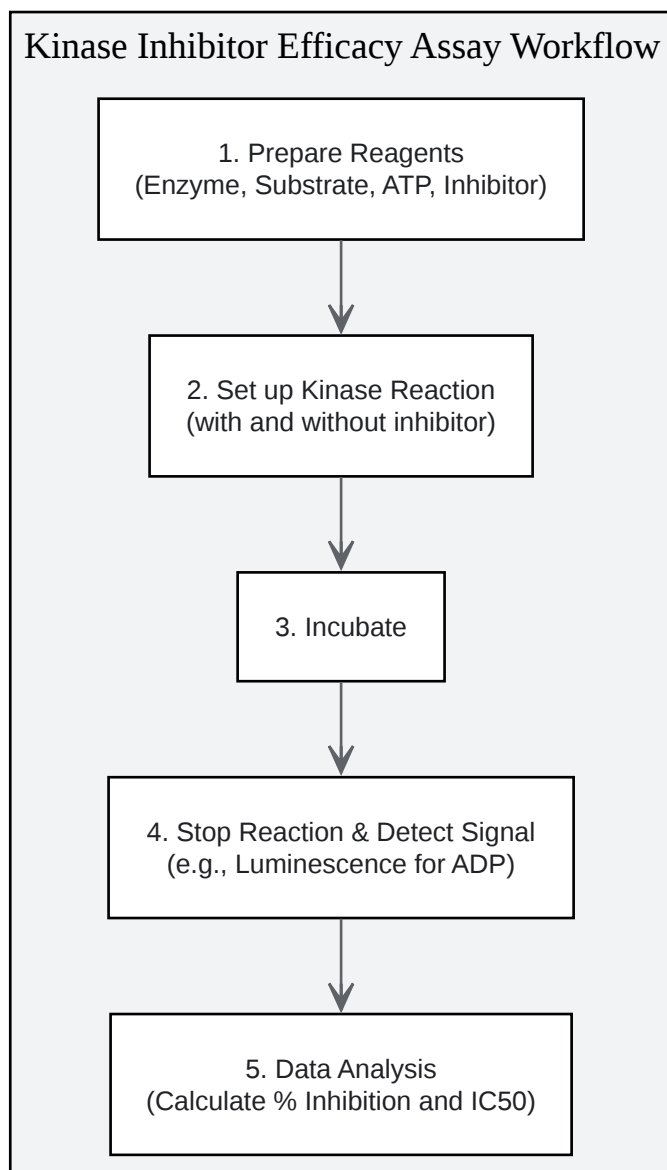 Kinase Inhibitor Efficacy Assay Workflow
1. Prepare Reagents
(Enzyme, Substrate, ATP, Inhibitor)
2. Set up Kinase Reaction
(with and without inhibitor)
3. Incubate
4. Stop Reaction & Detect Signal
(e.g., Luminescence for ADP)
5. Data Analysis
(Calculate % Inhibition and IC50)